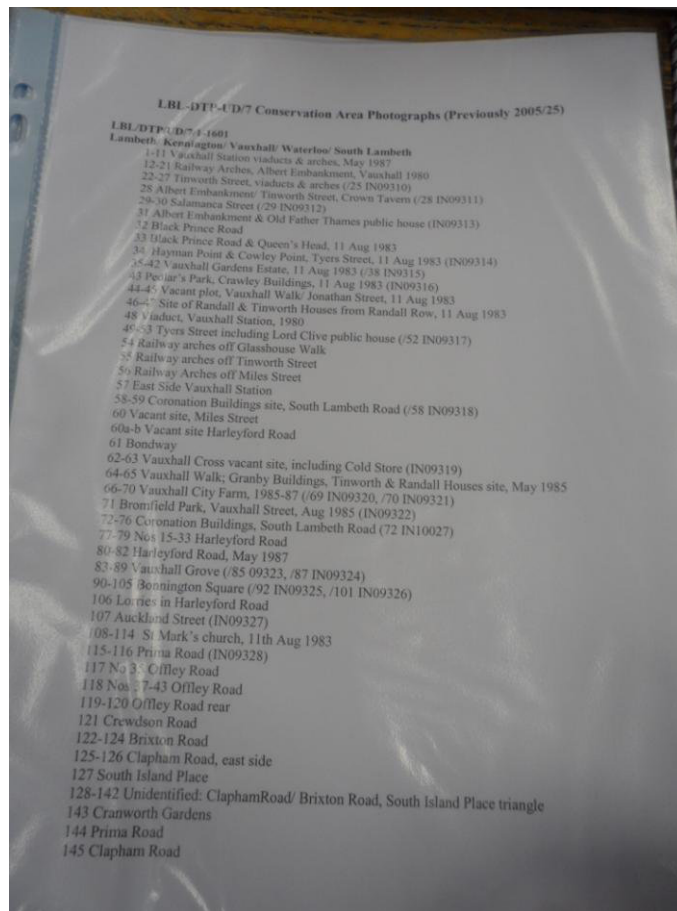 LBL-DTP-UD/7 Conservation Area Photographs (Previously 2005/25)
LBL/DTP/UD/7/1-1601
Lambeth/ Kennington/ Vauxhall/ Waterloo/ South Lambeth
1-11 Vauxhall Station viaducts & arches, May 1987
12-21 Railway Arches, Albert Embankment, Vauxhall 1980
22-27 Tinworth Street, viaducts & arches (/25 IN09310)
28 Albert Embankment/ Tinworth Street, Crown Tavern (/28 IN09311)
29-30 Salamanca Street (/29 IN09312)
31 Albert Embankment & Old Father Thames public house (IN09313)
32 Black Prince Road
33 Black Prince Road & Queen's Head, 11 Aug 1983
34 Hayman Point & Cowley Point, Tyers Street, 11 Aug 1983 (IN09314)
35-42 Vauxhall Gardens Estate, 11 Aug 1983 (/38 IN09315)
43 Pedlar's Park, Crawley Buildings, 11 Aug 1983 (IN09316)
44-45 Vacant plot, Vauxhall Walk/ Jonathan Street, 11 Aug 1983
46-47 Site of Randall & Tinworth Houses from Randall Row, 11 Aug 1983
48 Viaduct, Vauxhall Station, 1980
49-53 Tyers Street including Lord Clive public house (/52 IN09317)
54 Railway arches off Glasshouse Walk
55 Railway arches off Tinworth Street
56 Railway Arches off Miles Street
57 East Side Vauxhall Station
58-59 Coronation Buildings site, South Lambeth Road (/58 IN09318)
60 Vacant site, Miles Street
60a-b Vacant site Harleyford Road
61 Bondway
62-63 Vauxhall Cross vacant site, including Cold Store (IN09319)
64-65 Vauxhall Walk; Granby Buildings, Tinworth & Randall Houses site, May 1985
66-70 Vauxhall City Farm, 1985-87 (/69 IN09320, /70 IN09321)
71 Bromfield Park, Vauxhall Street, Aug 1985 (IN09322)
72-76 Coronation Buildings, South Lambeth Road (72 IN10027)
77-79 Nos 15-33 Harleyford Road
80-82 Harleyford Road, May 1987
83-89 Vauxhall Grove (/85 09323, /87 IN09324)
90-105 Bonnington Square (/92 IN09325, /101 IN09326)
106 Lorries in Harleyford Road
107 Auckland Street (IN09327)
108-114 St Mark's church, 11th Aug 1983
115-116 Prima Road (IN09328)
117 No 35 Offley Road
118 Nos 37-43 Offley Road
119-120 Offley Road rear
121 Crewdson Road
122-124 Brixton Road
125-126 Clapham Road, east side
127 South Island Place
128-142 Unidentified: ClaphamRoad/ Brixton Road, South Island Place triangle
143 Cranworth Gardens
144 Prima Road
145 Clapham Road